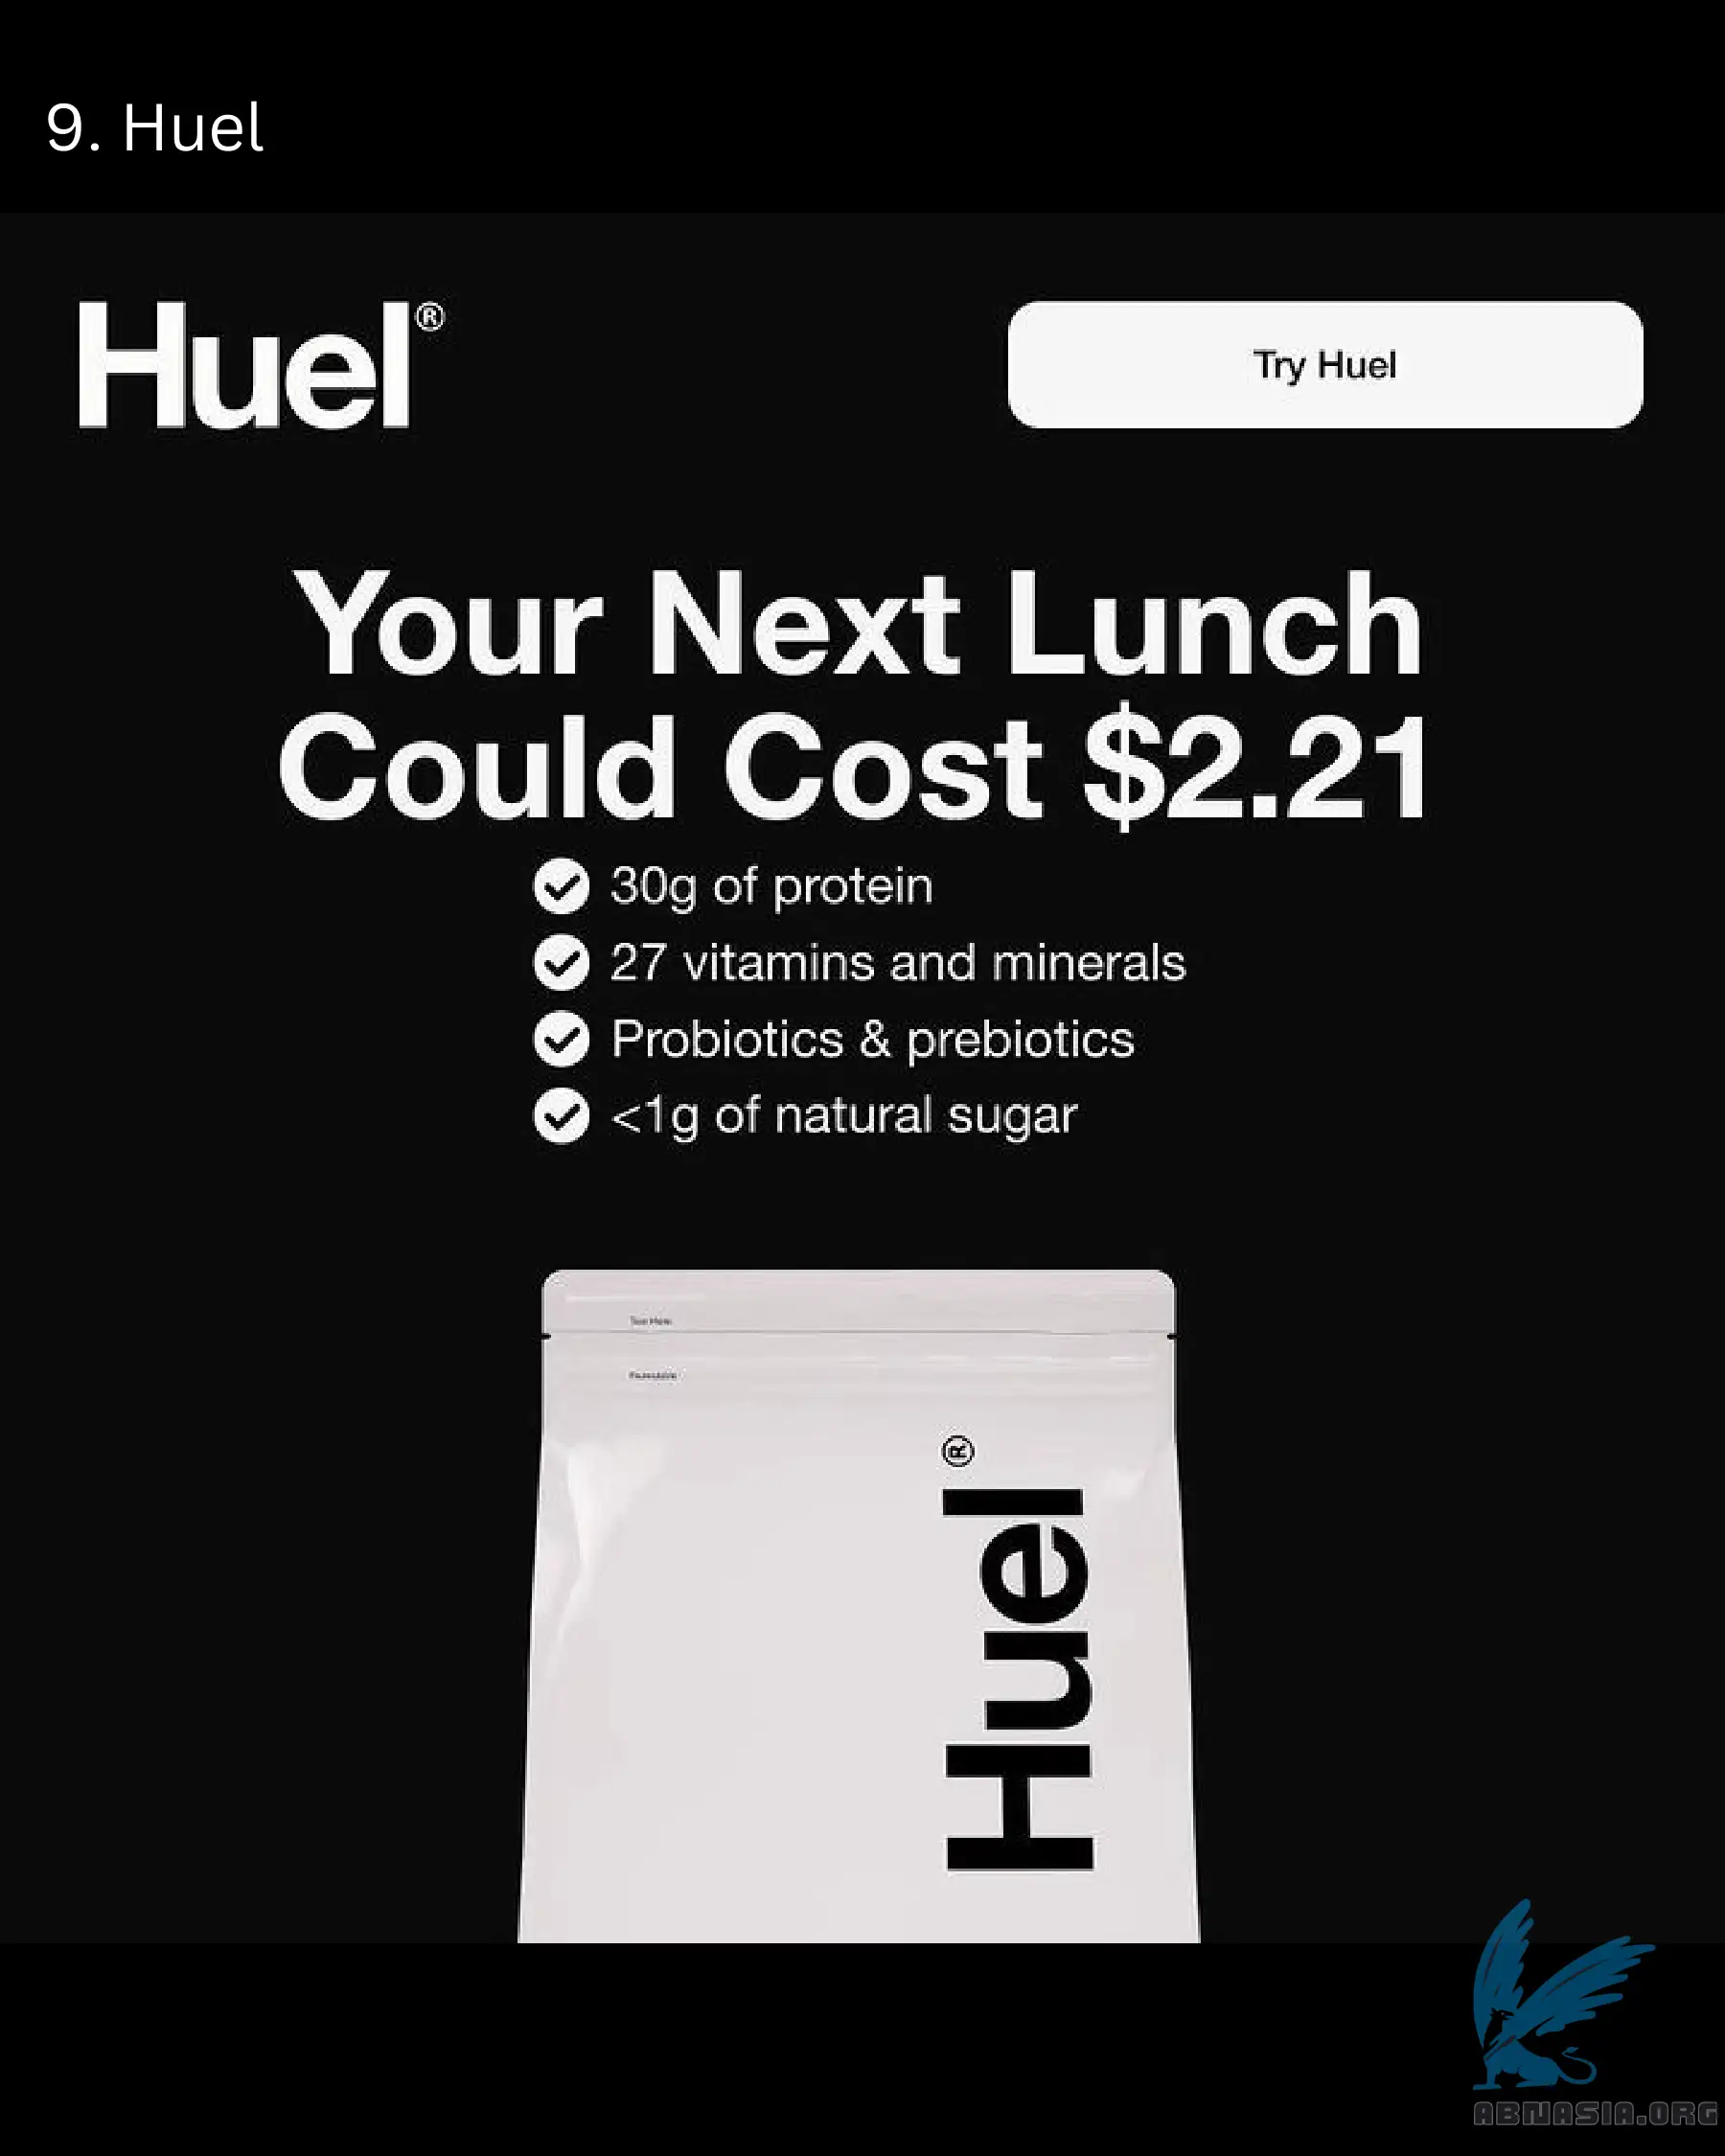 9. Huel
Huel®
Try Huel
Your Next Lunch
Could Cost $2.21
30g of protein
27 vitamins and minerals
Probiotics & prebiotics
<1g of natural sugar
Huel®
ABNASIA.ORG